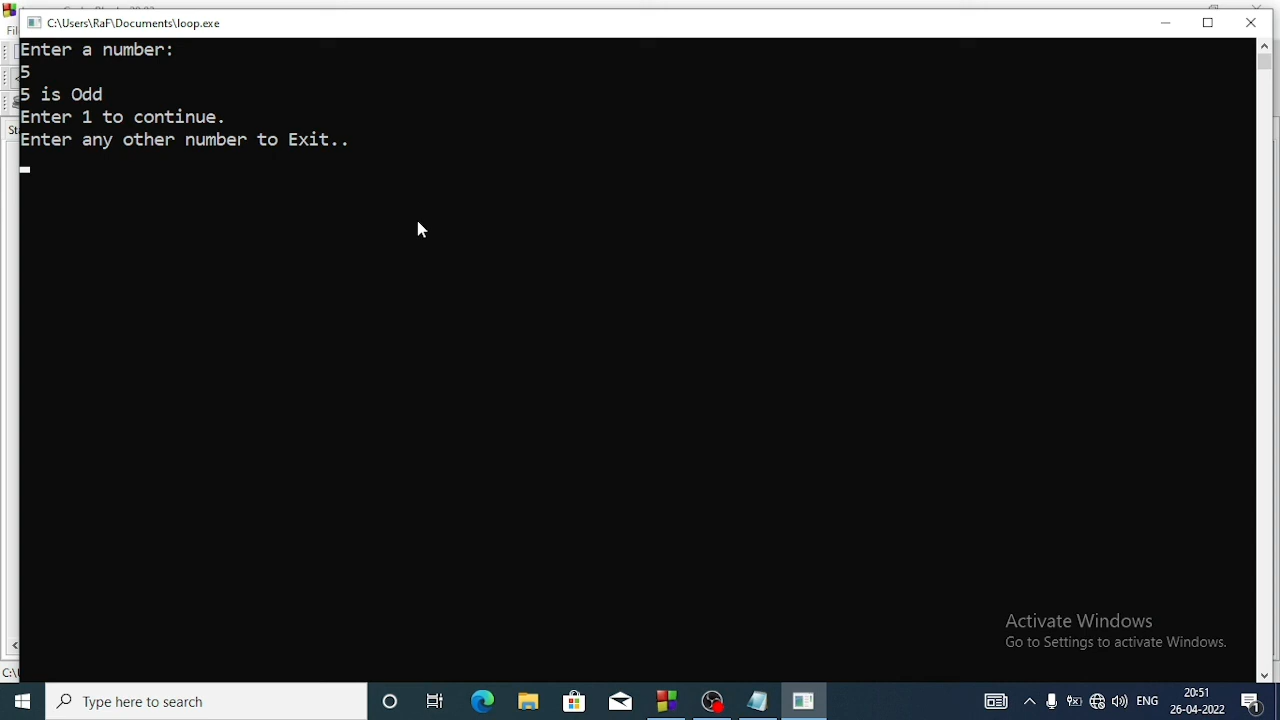 C:\Users\RaF\Documents\loop.exe
Enter a number:
5
5 is Odd
Enter 1 to continue.
Enter any other number to Exit..
Activate Windows
Go to Settings to activate Windows.
Type here to search
ENG
20:51
26-04-2022
1